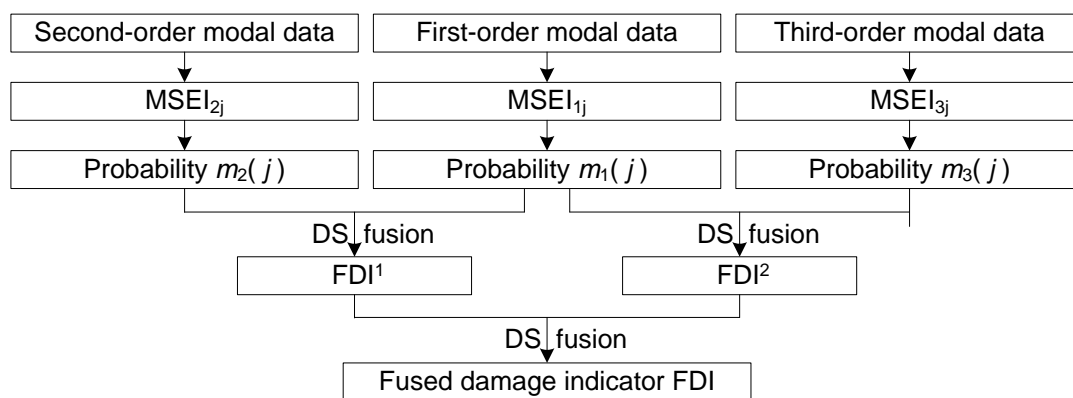 Second-order modal data
First-order modal data
Third-order modal data
MSEI₂ⱼ
MSEI₁ⱼ
MSEI₃ⱼ
Probability m₂( j )
Probability m₁( j )
Probability m₃( j )
DS fusion
DS fusion
FDI¹
FDI²
DS fusion
Fused damage indicator FDI